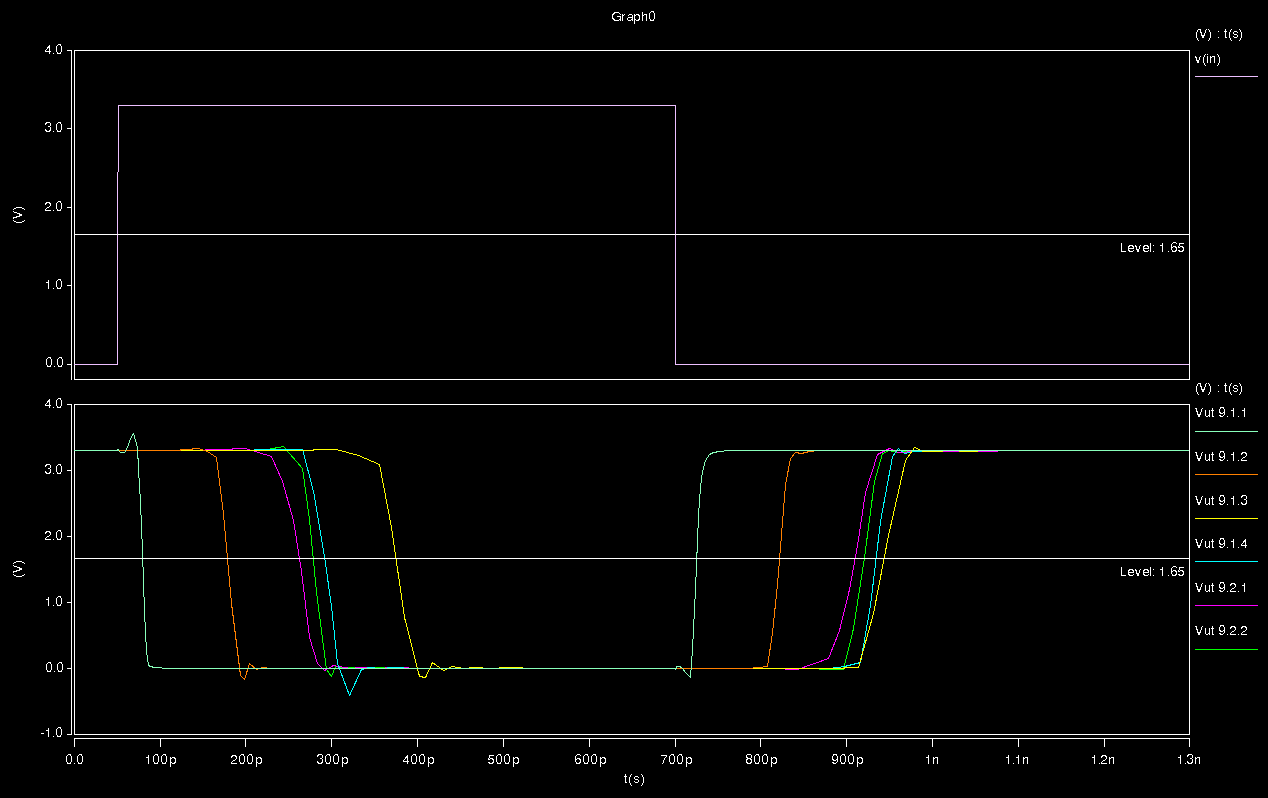 Graph0
(V) : t(s)
v(in)
4.0
3.0
2.0
1.0
0.0
(V)
Level: 1.65
(V) : t(s)
Vut 9.1.1
Vut 9.1.2
Vut 9.1.3
Vut 9.1.4
Vut 9.2.1
Vut 9.2.2
4.0
3.0
2.0
1.0
0.0
-1.0
(V)
Level: 1.65
0.0 100p 200p 300p 400p 500p 600p 700p 800p 900p 1n 1.1n 1.2n 1.3n
t(s)